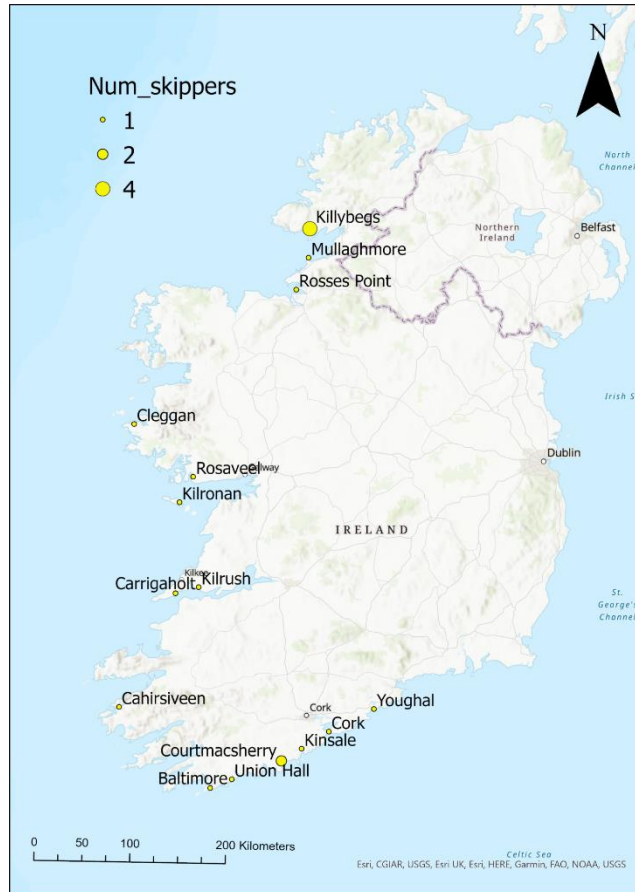 N
Num_skippers
1
2
4
North
Channel
Killybegs
Northern
Ireland
Belfast
Mullaghmore
Rosses Point
Irish S
Cleggan
Dublin
Rosaveel
Kilronan
IRELAND
St.
George's
Channel
Carrigaholt
Kilrush
Cahirsiveen
Cork
Youghal
Cork
Courtmacsherry
Kinsale
Baltimore
Union Hall
0 50 100 200 Kilometers
Celtic Sea
Esri, CGIAR, USGS, Esri UK, Esri, HERE, Garmin, FAO, NOAA, USGS